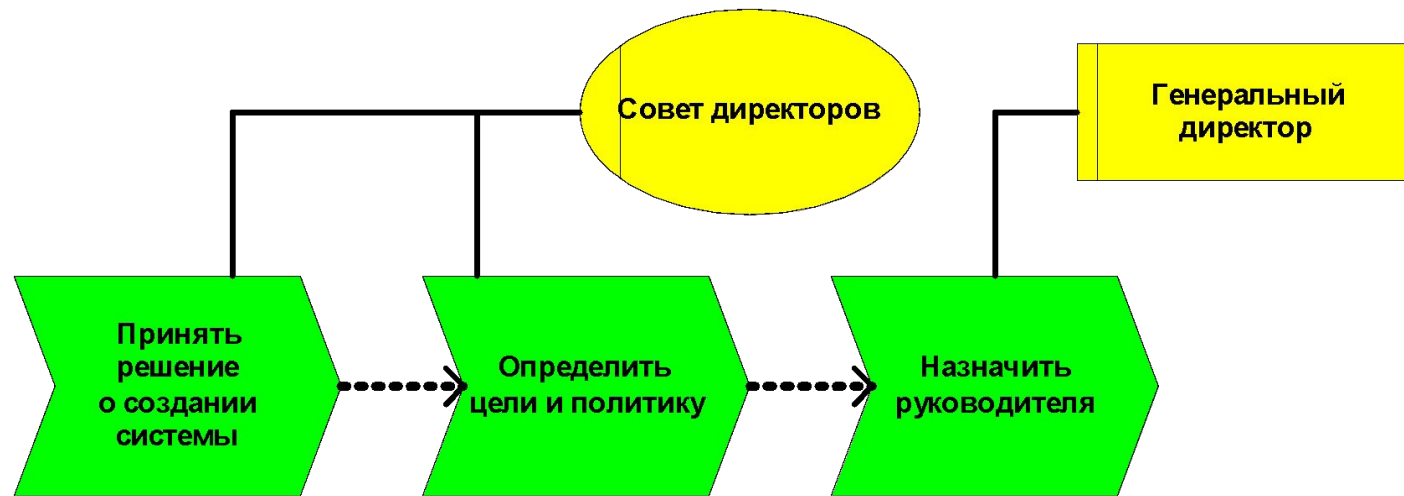 Совет директоров
Генеральный
директор
Принять
решение
о создании
системы
Определить
цели и политику
Назначить
руководителя